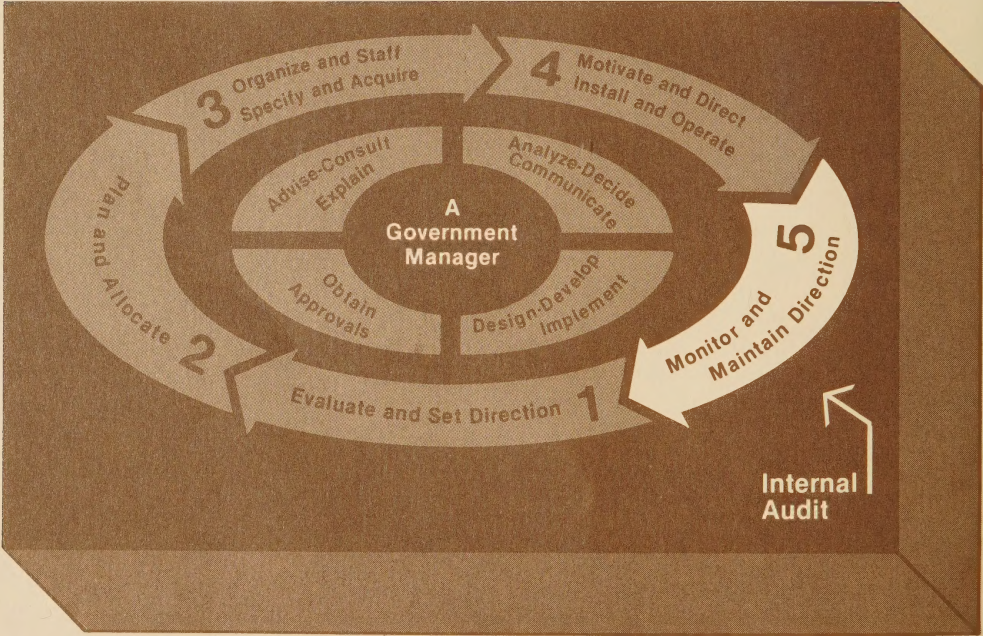 3 Organize and Staff
Specify and Acquire
4 Motivate and Direct
Install and Operate
Advise-Consult
Explain
Analyze-Decide
Communicate
A
Government
Manager
Plan and Allocate 2
Obtain
Approvals
Design-Develop
Implement
5
Monitor and
Maintain Direction
Evaluate and Set Direction 1
Internal
Audit